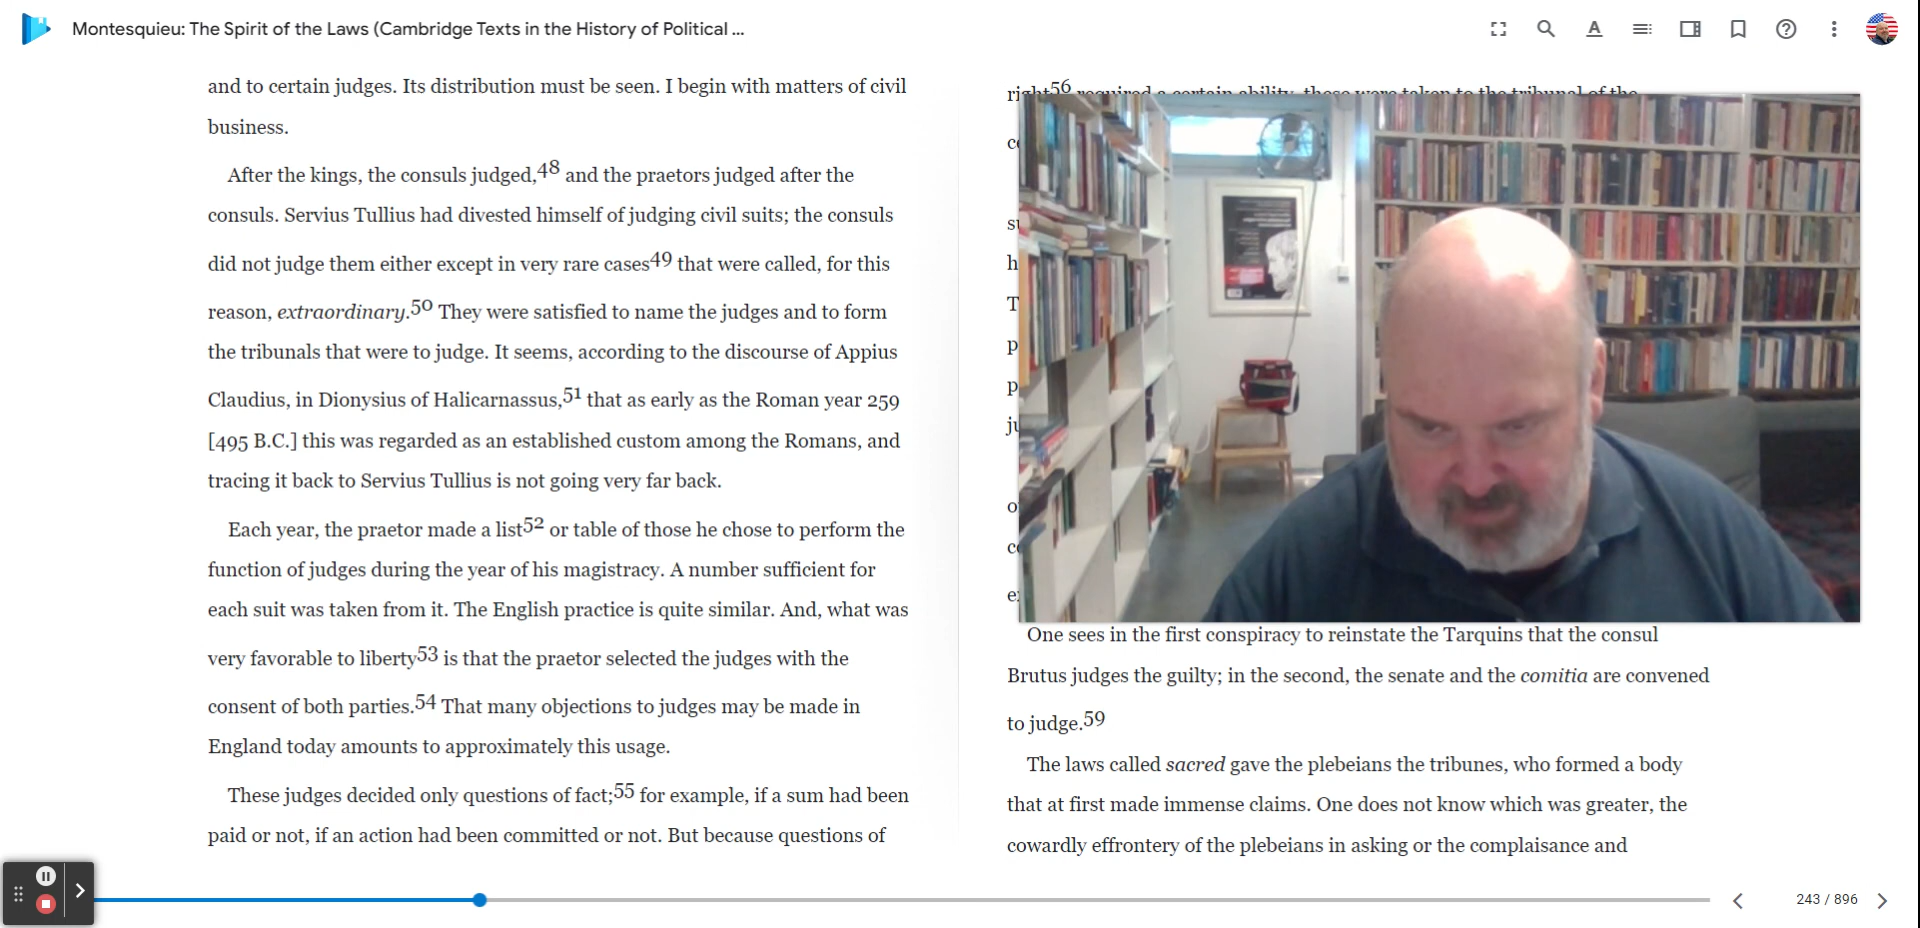 Montesquieu: The Spirit of the Laws (Cambridge Texts in the History of Political ...
and to certain judges. Its distribution must be seen. I begin with matters of civil
business.
After the kings, the consuls judged,48 and the praetors judged after the
consuls. Servius Tullius had divested himself of judging civil suits; the consuls
did not judge them either except in very rare cases49 that were called, for this
reason, extraordinary.50 They were satisfied to name the judges and to form
the tribunals that were to judge. It seems, according to the discourse of Appius
Claudius, in Dionysius of Halicarnassus,51 that as early as the Roman year 259
[495 B.C.] this was regarded as an established custom among the Romans, and
tracing it back to Servius Tullius is not going very far back.
Each year, the praetor made a list52 or table of those he chose to perform the
function of judges during the year of his magistracy. A number sufficient for
each suit was taken from it. The English practice is quite similar. And, what was
very favorable to liberty53 is that the praetor selected the judges with the
consent of both parties.54 That many objections to judges may be made in
England today amounts to approximately this usage.
These judges decided only questions of fact;55 for example, if a sum had been
paid or not, if an action had been committed or not. But because questions of
right56 required a certain ability, these were taken to the tribunal of the
One sees in the first conspiracy to reinstate the Tarquins that the consul
Brutus judges the guilty; in the second, the senate and the comitia are convened
to judge.59
The laws called sacred gave the plebeians the tribunes, who formed a body
that at first made immense claims. One does not know which was greater, the
cowardly effrontery of the plebeians in asking or the complaisance and
243 / 896